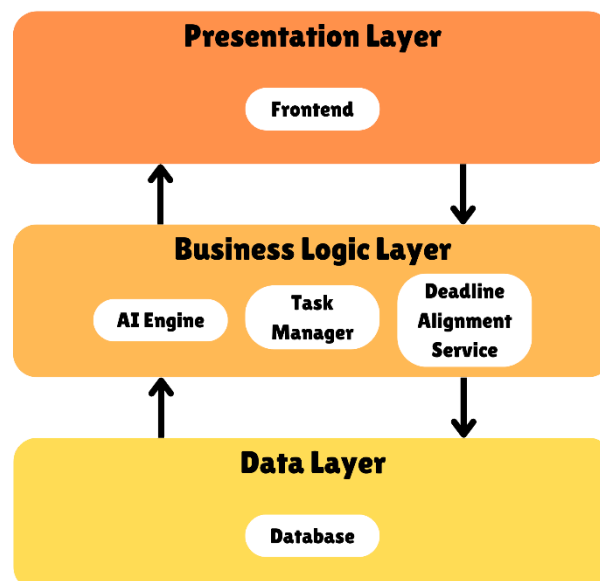 Presentation Layer
Frontend
Business Logic Layer
AI Engine
Task
Manager
Deadline
Alignment
Service
Data Layer
Database